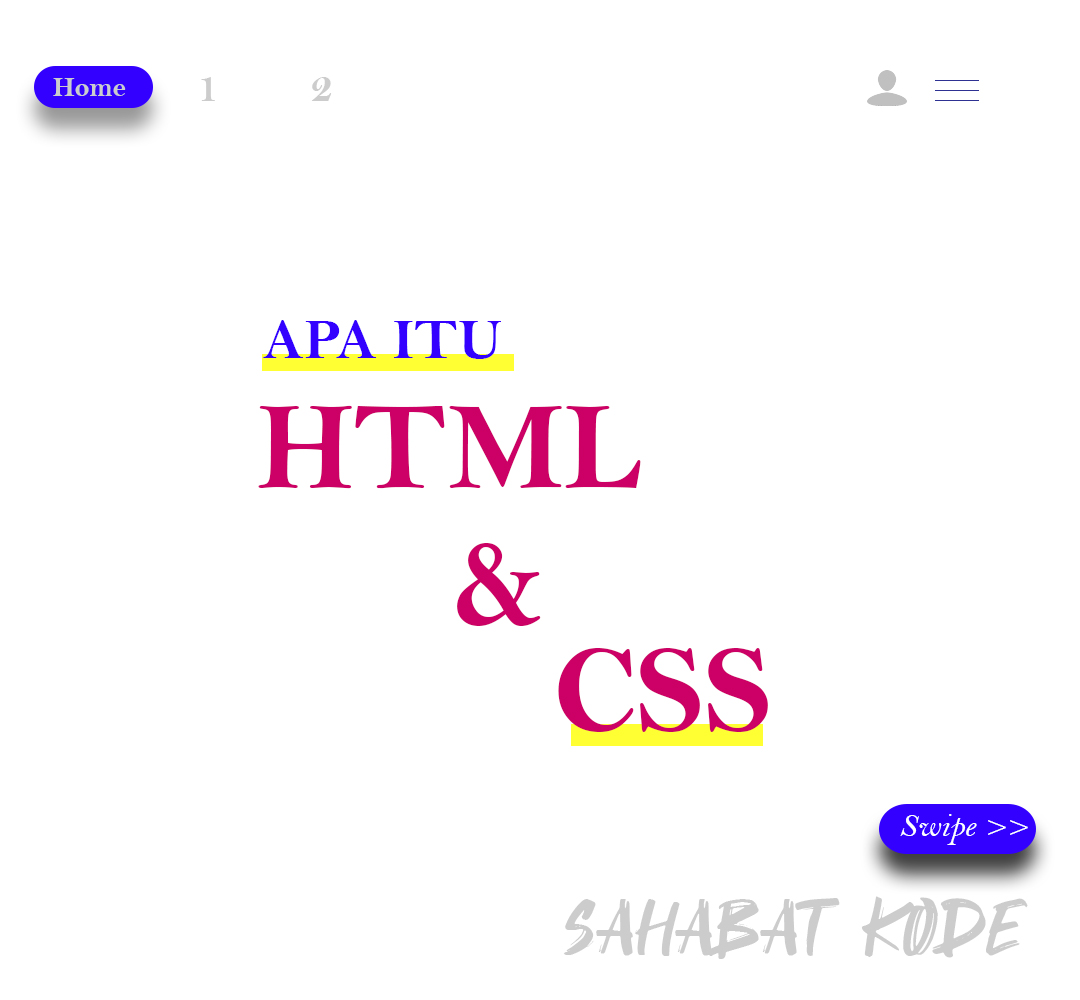 Home 1 2
APA ITU
HTML
&
CSS
Swipe >>
SAHABAT KODE